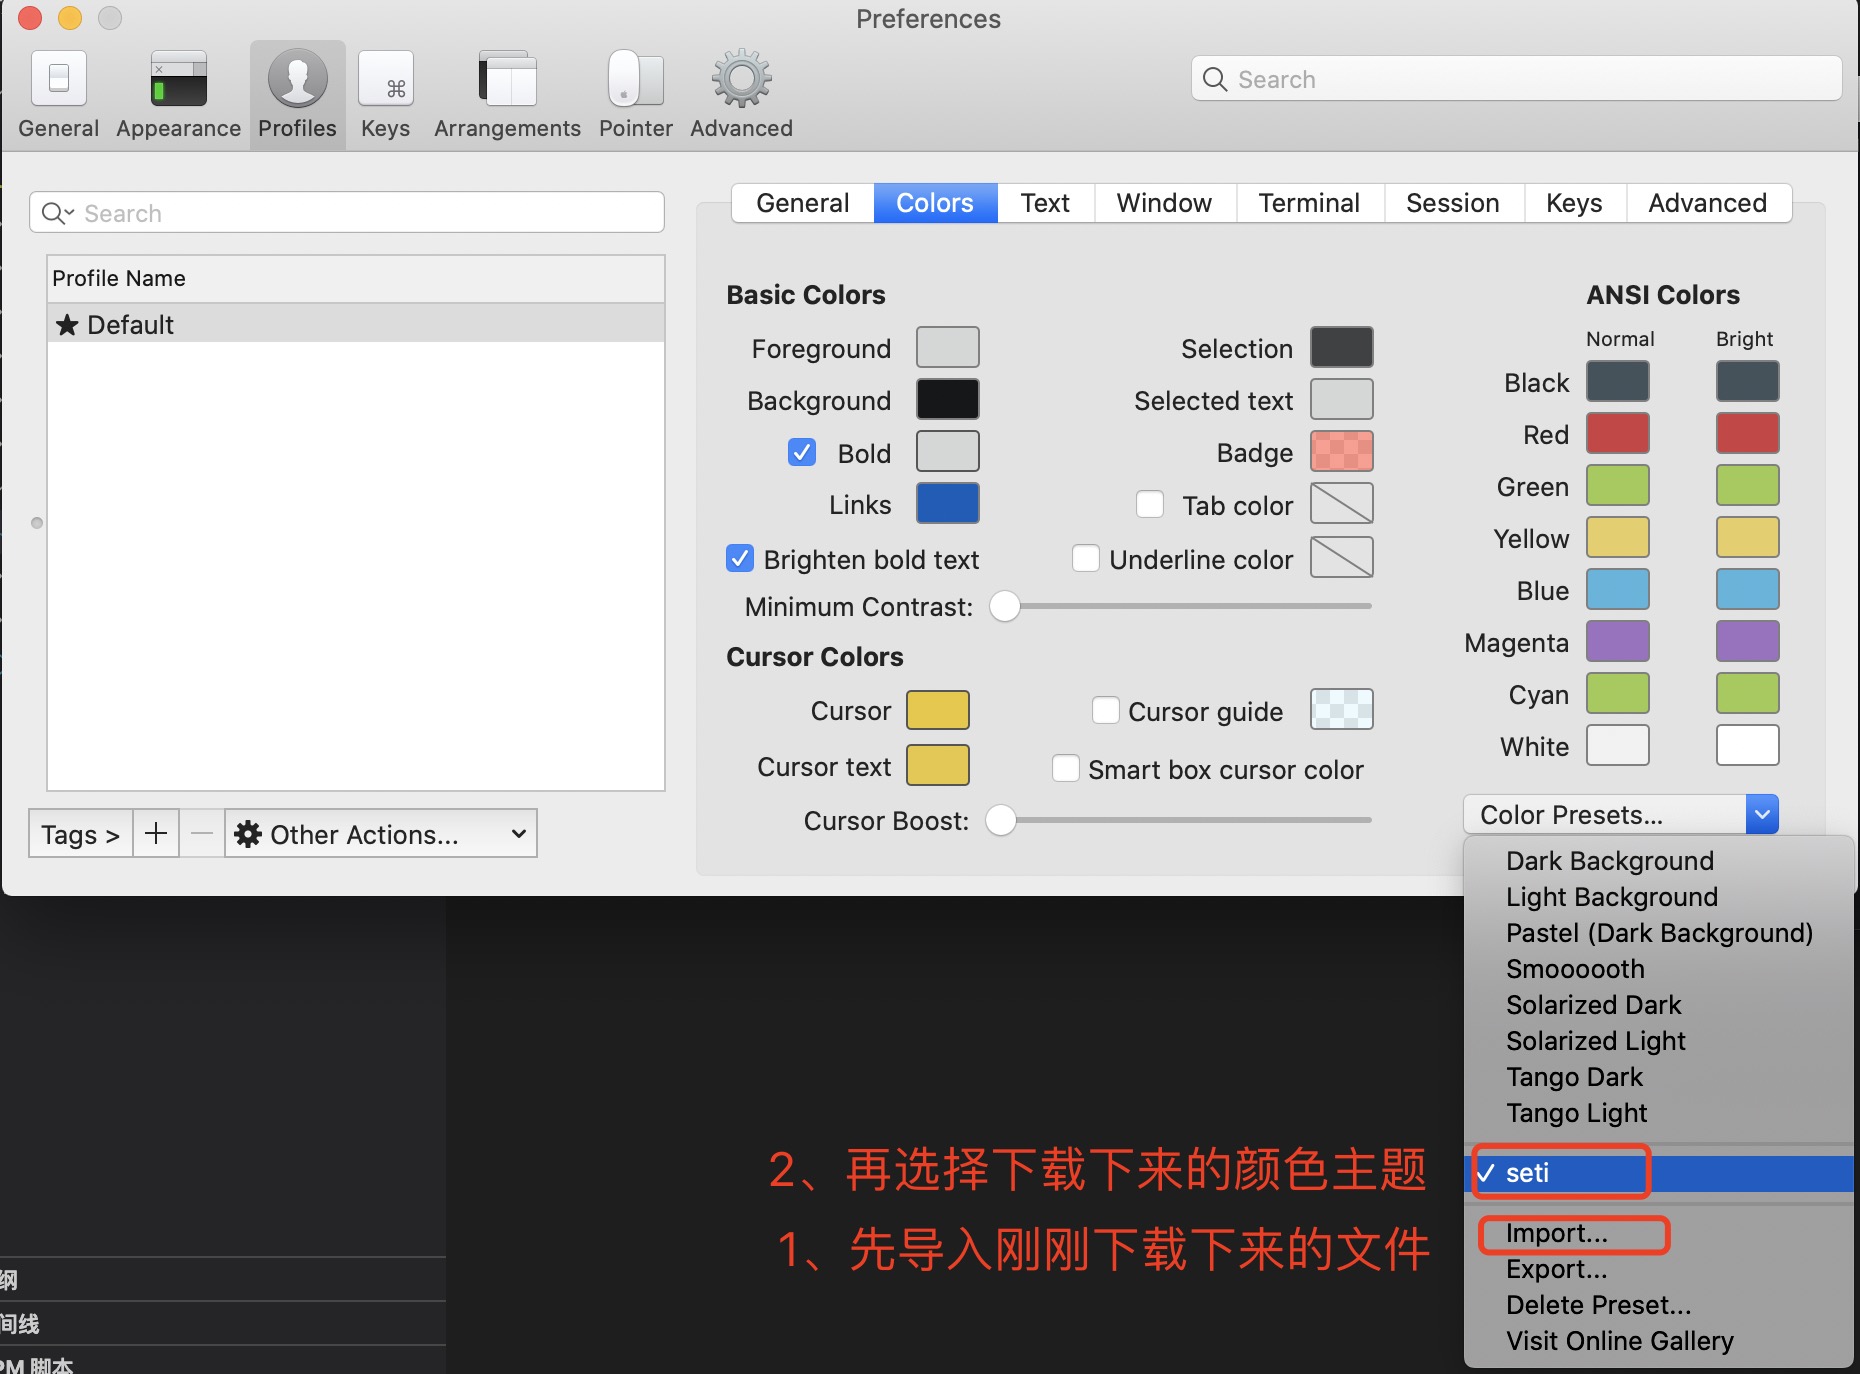 Preferences
General
Appearance
Profiles
Keys
Arrangements
Pointer
Advanced
Search
Search
Profile Name
★ Default
Tags >
Other Actions...
General
Colors
Text
Window
Terminal
Session
Keys
Advanced
Basic Colors
Foreground
Background
Bold
Links
Brighten bold text
Minimum Contrast:
Selection
Selected text
Badge
Tab color
Underline color
Cursor Colors
Cursor
Cursor text
Cursor Boost:
Cursor guide
Smart box cursor color
ANSI Colors
Normal Bright
Black
Red
Green
Yellow
Blue
Magenta
Cyan
White
Color Presets...
Dark Background
Light Background
Pastel (Dark Background)
Smoooooth
Solarized Dark
Solarized Light
Tango Dark
Tango Light
✓ seti
Import...
Export...
Delete Preset...
Visit Online Gallery
2、再选择下载下来的颜色主题
1、先导入刚刚下载下来的文件
纲
间线
PM 脚本